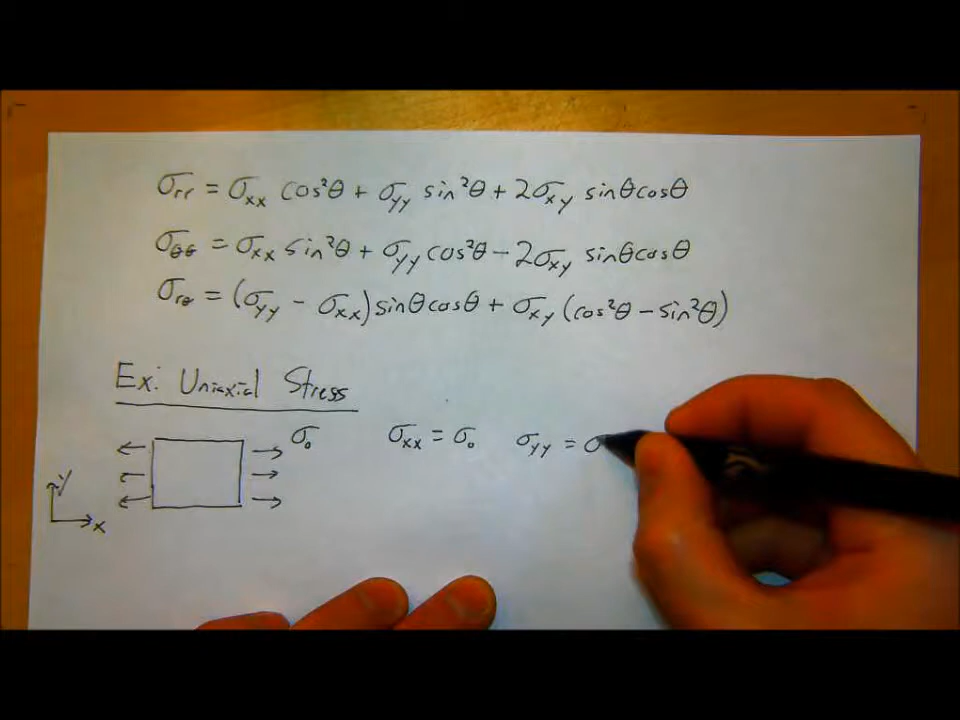 σrr = σxx cos²θ + σyy sin²θ + 2σxy sinθcosθ
σθθ = σxx sin²θ + σyy cos²θ − 2σxy sinθcosθ
σrθ = (σyy − σxx) sinθcosθ + σxy (cos²θ − sin²θ)
Ex: Uniaxial Stress
σ₀ σxx = σ₀ σyy = σ
y
x